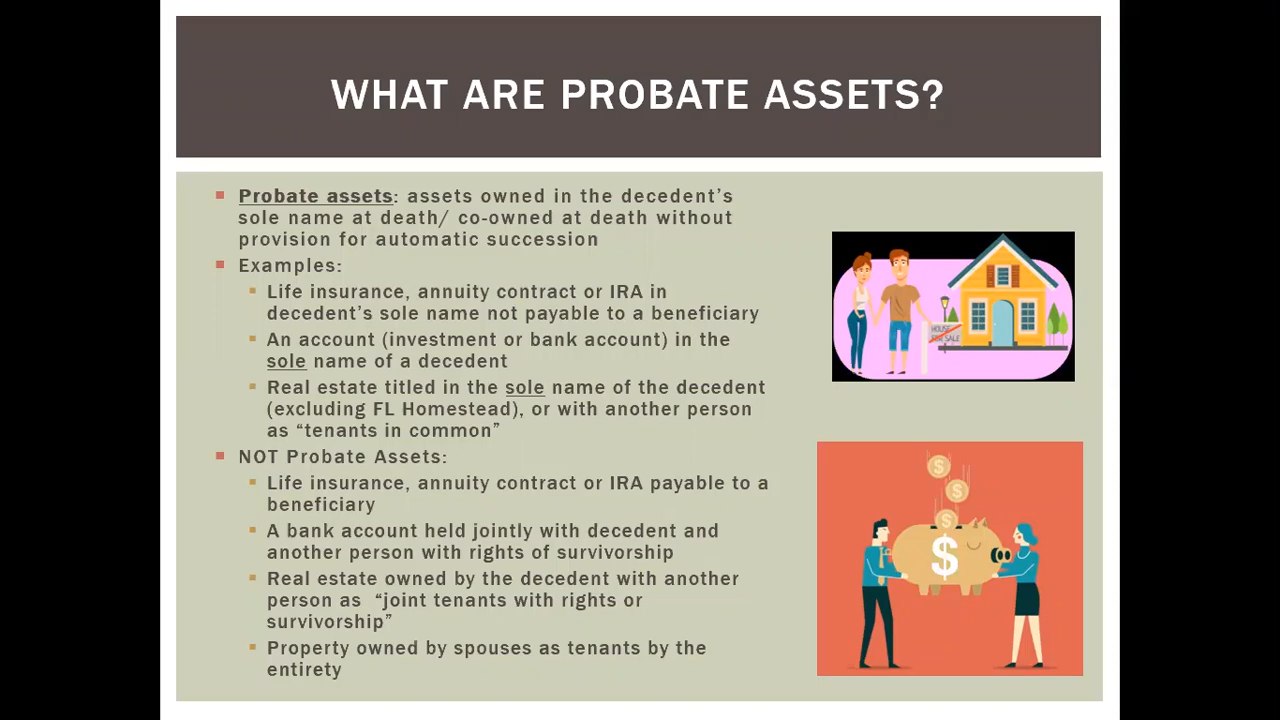 WHAT ARE PROBATE ASSETS?
Probate assets: assets owned in the decedent's
sole name at death/ co-owned at death without
provision for automatic succession
Examples:
Life insurance, annuity contract or IRA in
decedent's sole name not payable to a beneficiary
An account (investment or bank account) in the
sole name of a decedent
Real estate titled in the sole name of the decedent
(excluding FL Homestead), or with another person
as “tenants in common”
NOT Probate Assets:
Life insurance, annuity contract or IRA payable to a
beneficiary
A bank account held jointly with decedent and
another person with rights of survivorship
Real estate owned by the decedent with another
person as “joint tenants with rights or
survivorship”
Property owned by spouses as tenants by the
entirety
HOUSE
FOR SALE
$
$
$
$